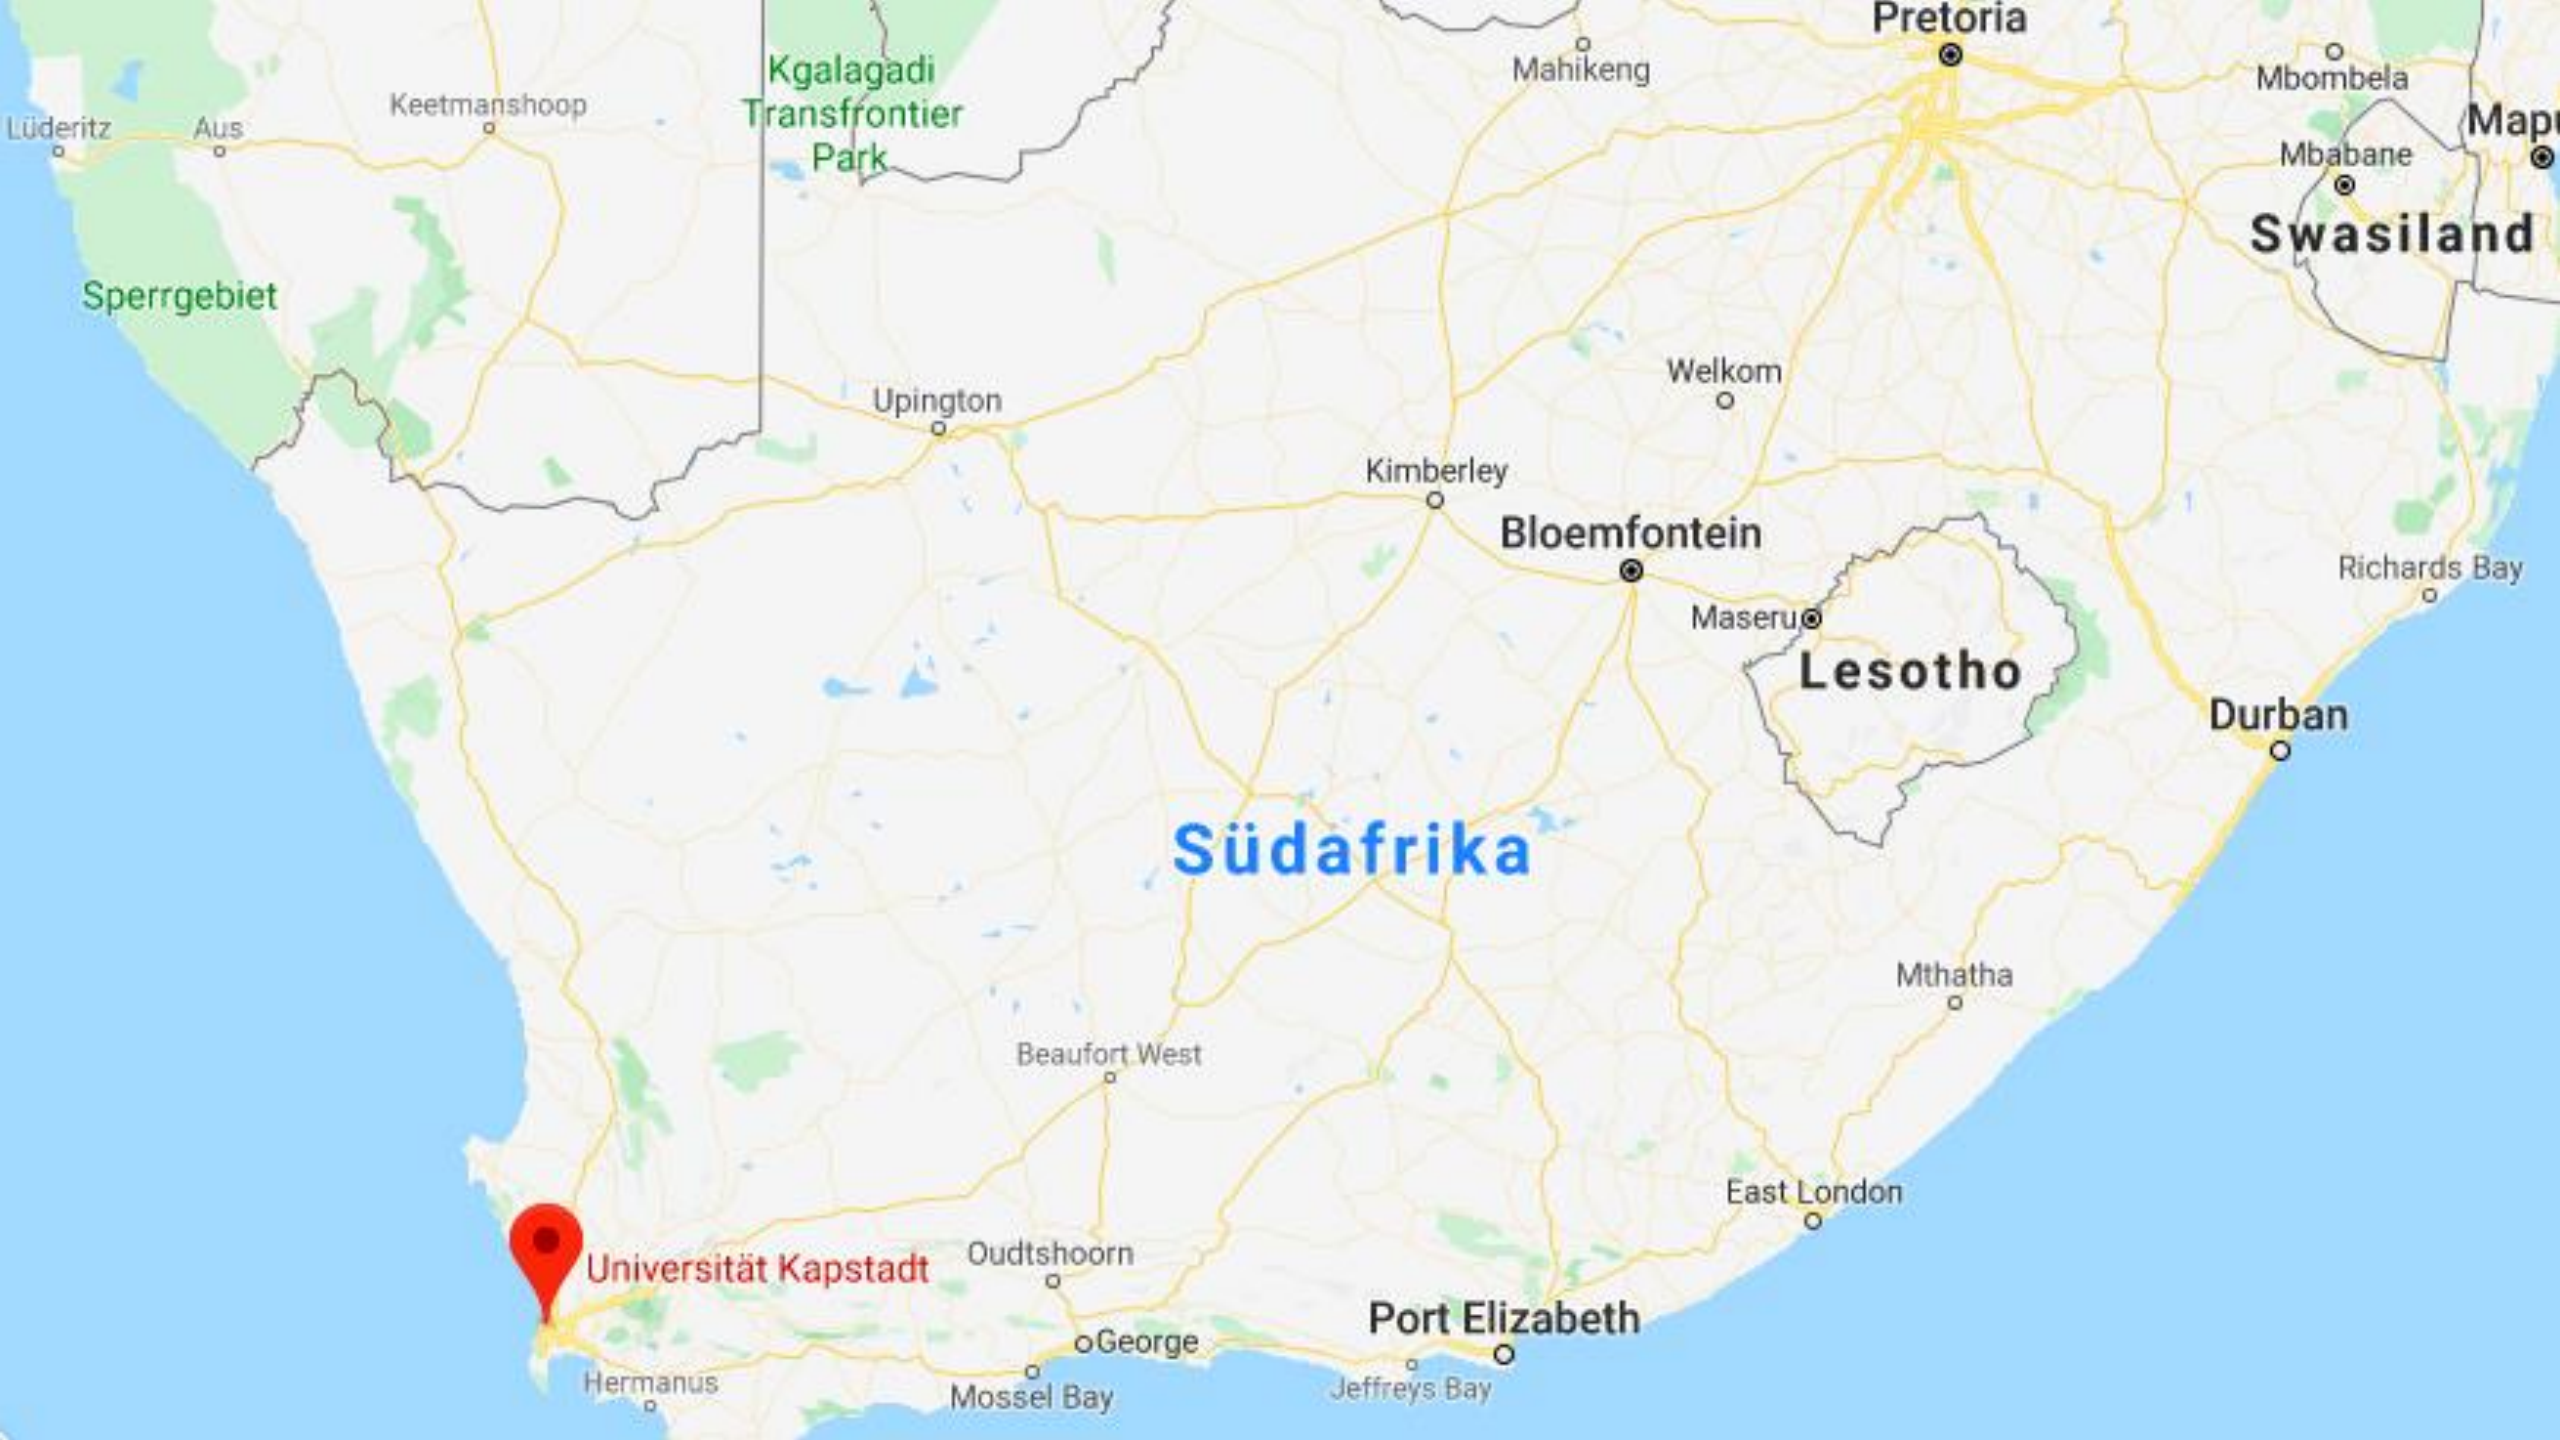 Pretoria
Kgalagadi
Transfrontier
Park
Mahikeng
Mbombela
Keetmanshoop
Lüderitz
Aus
Mapu
Mbabane
Swasiland
Sperrgebiet
Welkom
Upington
Kimberley
Bloemfontein
Richards Bay
Maseru
Lesotho
Durban
Südafrika
Mthatha
Beaufort West
East London
Oudtshoorn
Universität Kapstadt
Port Elizabeth
George
Hermanus
Jeffreys Bay
Mossel Bay